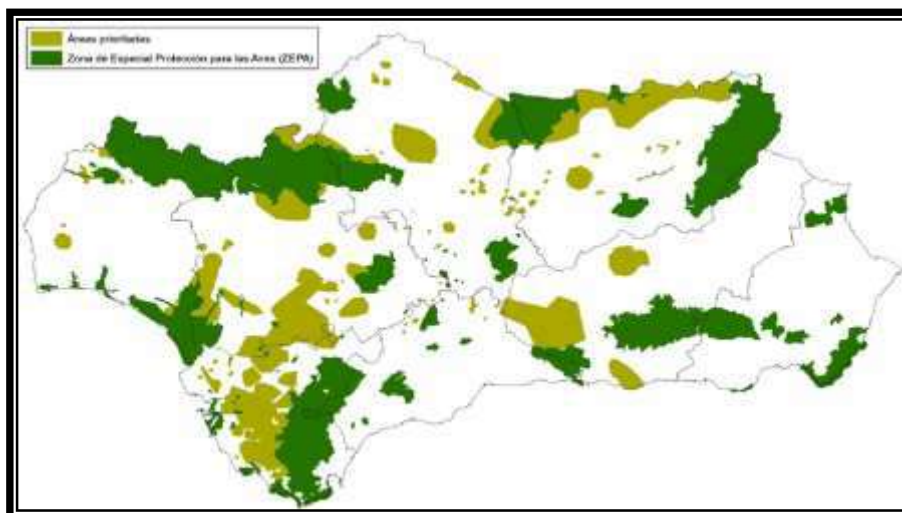 Áreas prioritarias
Zona de Especial Protección para las Aves (ZEPA)